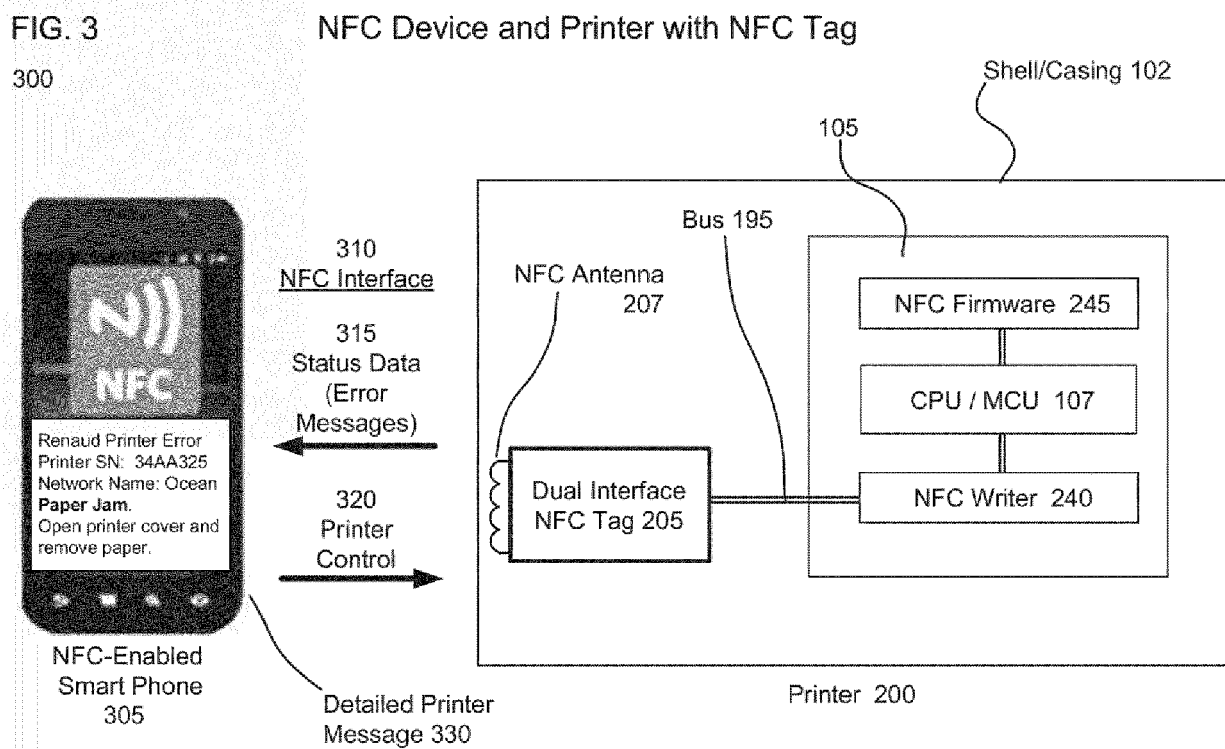 FIG. 3
NFC Device and Printer with NFC Tag
300
Shell/Casing 102
105
Bus 195
310
NFC Interface
NFC Antenna
207
315
Status Data
(Error
Messages)
320
Printer
Control
NFC
Renaud Printer Error
Printer SN: 34AA325
Network Name: Ocean
Paper Jam.
Open printer cover and
remove paper.
NFC Firmware 245
CPU / MCU 107
NFC Writer 240
Dual Interface
NFC Tag 205
NFC-Enabled
Smart Phone
305
Detailed Printer
Message 330
Printer 200